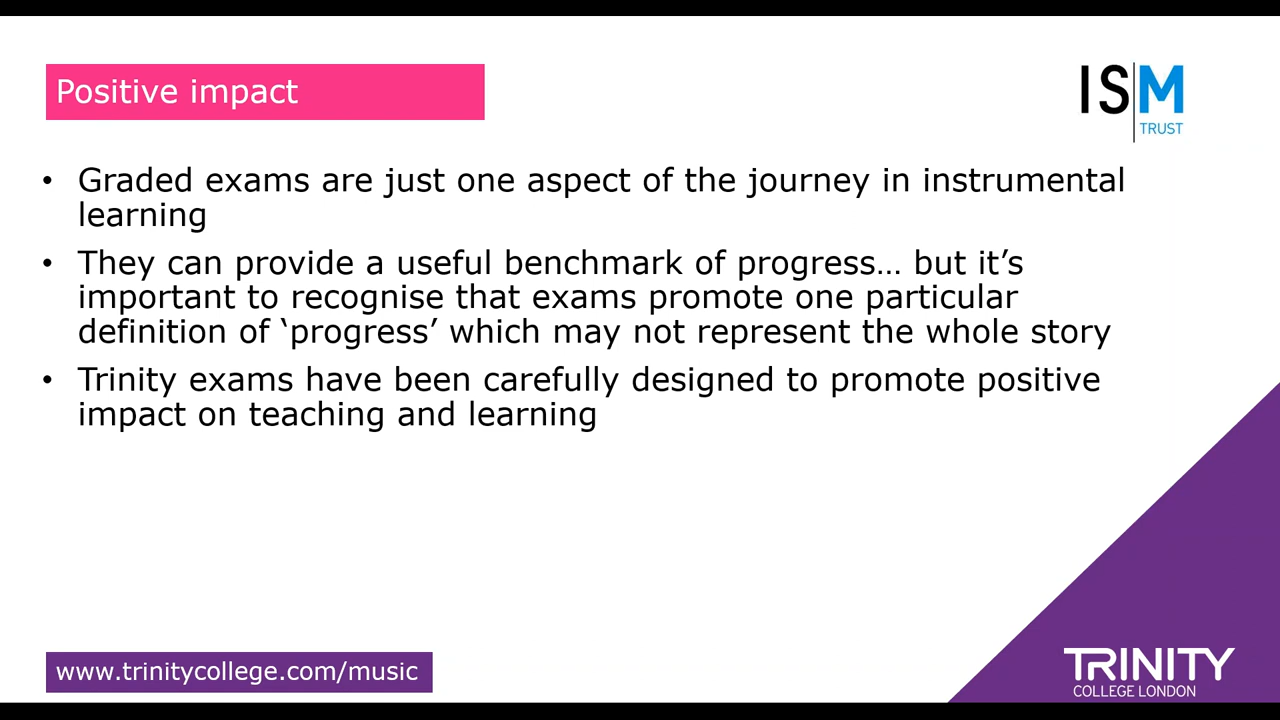 Positive impact
ISM
TRUST
• Graded exams are just one aspect of the journey in instrumental
learning
• They can provide a useful benchmark of progress… but it’s
important to recognise that exams promote one particular
definition of ‘progress’ which may not represent the whole story
• Trinity exams have been carefully designed to promote positive
impact on teaching and learning
www.trinitycollege.com/music
TRINITY
COLLEGE LONDON